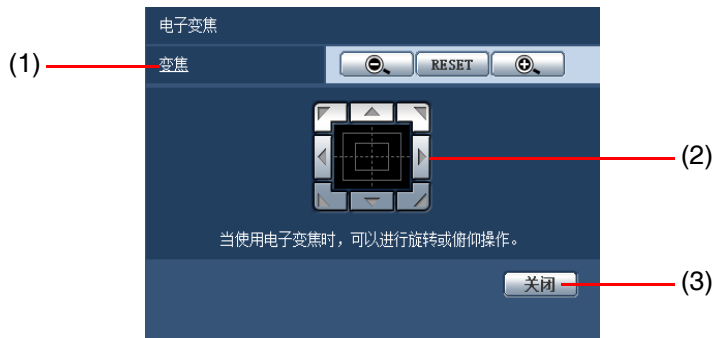 电子变焦
(1)
变焦
RESET
(2)
当使用电子变焦时，可以进行旋转或俯仰操作。
关闭
(3)